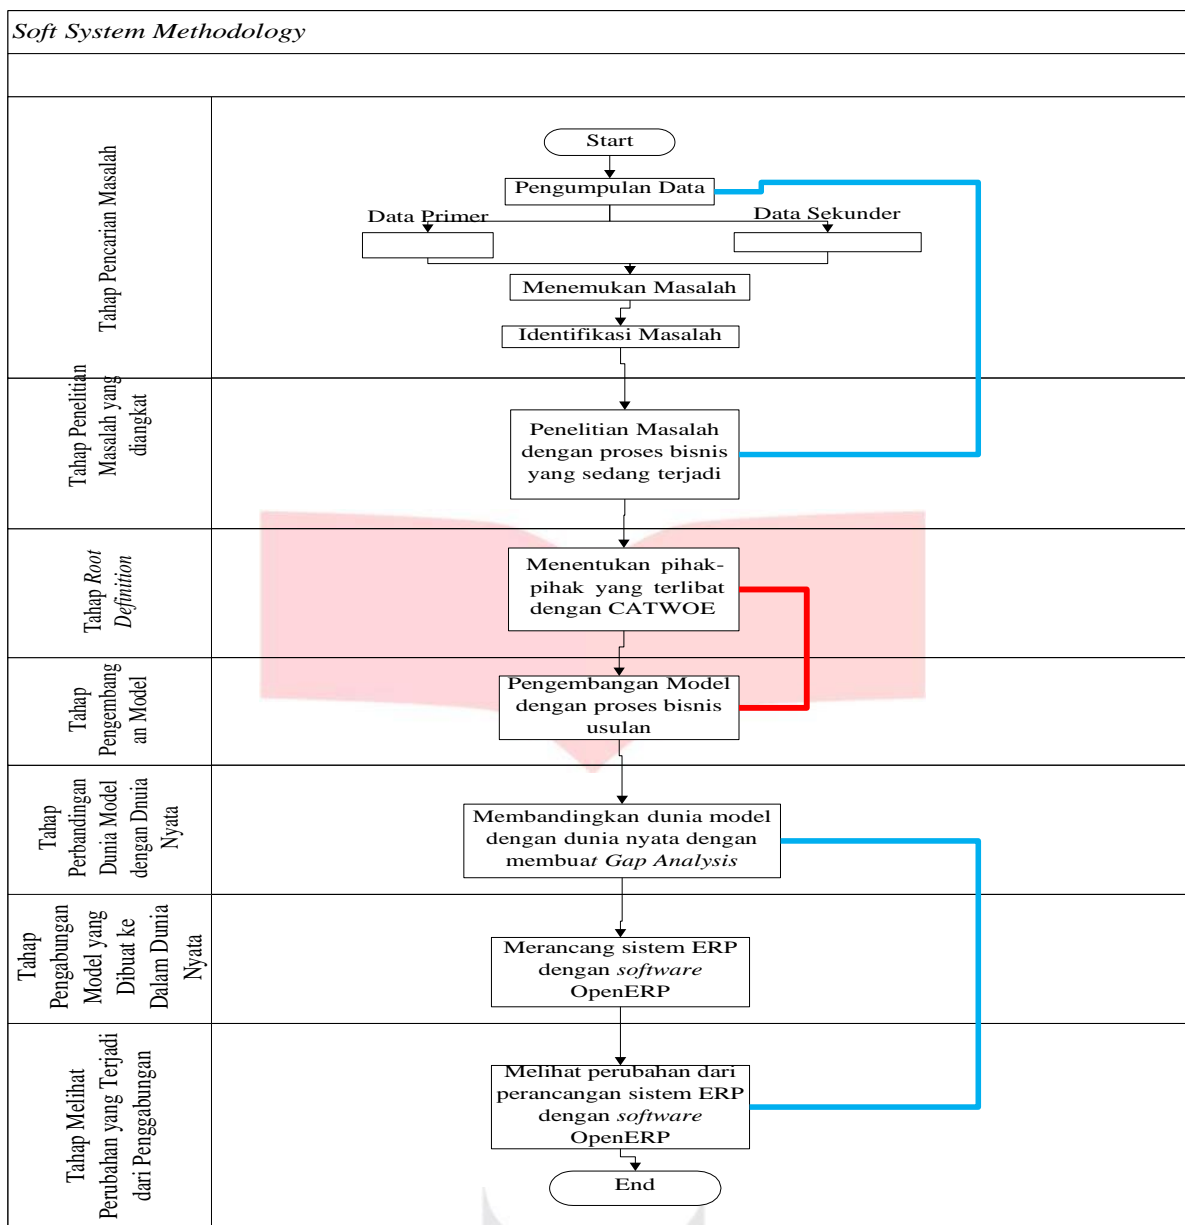 Soft System Methodology
Tahap Pencarian Masalah
Start
Pengumpulan Data
Data Primer
Data Sekunder
Menemukan Masalah
Identifikasi Masalah
Tahap Penelitian
Masalah yang
diangkat
Penelitian Masalah
dengan proses bisnis
yang sedang terjadi
Tahap Root
Definition
Menentukan pihak-
pihak yang terlibat
dengan CATWOE
Tahap
Pengembang
an Model
Pengembangan Model
dengan proses bisnis
usulan
Tahap
Perbandingan
Dunia Model
dengan Dnuia
Nyata
Membandingkan dunia model
dengan dunia nyata dengan
membuat Gap Analysis
Tahap
Pengabungan
Model yang
Dibuat ke
Dalam Dunia
Nyata
Merancang sistem ERP
dengan software
OpenERP
Tahap Melihat
Perubahan yang Terjadi
dari Penggabungan
Melihat perubahan dari
perancangan sistem ERP
dengan software
OpenERP
End